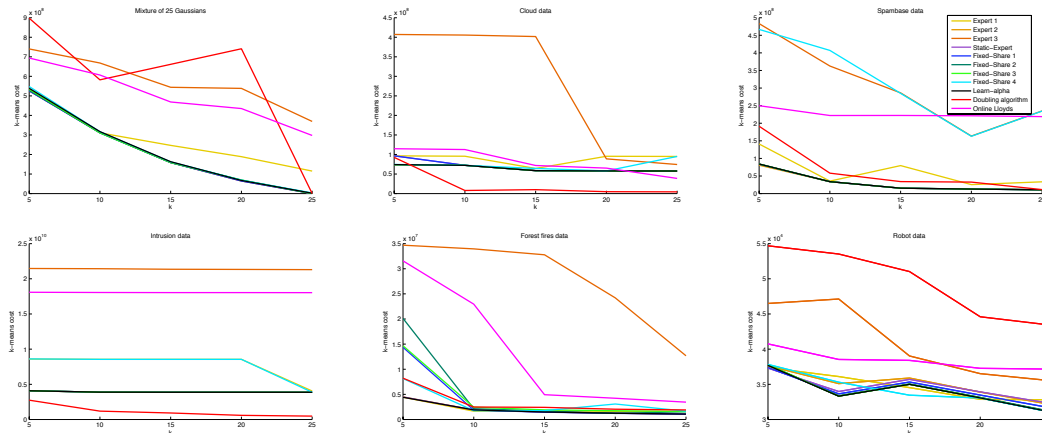 Mixture of 25 Gaussians
x 10^8
9
8
7
6
5
4
3
2
1
0
5 10 15 20 25
k
k-means cost
Cloud data
x 10^8
4.5
4
3.5
3
2.5
2
1.5
1
0.5
0
5 10 15 20 25
k
k-means cost
Spambase data
x 10^8
5
4.5
4
3.5
3
2.5
2
1.5
1
0.5
0
5 10 15 20 25
k
k-means cost
Expert 1
Expert 2
Expert 3
Static-Expert
Fixed-Share 1
Fixed-Share 2
Fixed-Share 3
Fixed-Share 4
Learn-alpha
Doubling algorithm
Online Lloyds
Intrusion data
x 10^10
2.5
2
1.5
1
0.5
0
5 10 15 20 25
k
k-means cost
Forest fires data
x 10^7
3.5
3
2.5
2
1.5
1
0.5
0
5 10 15 20 25
k
k-means cost
Robot data
x 10^4
5.5
5
4.5
4
3.5
3
5 10 15 20
k
k-means cost